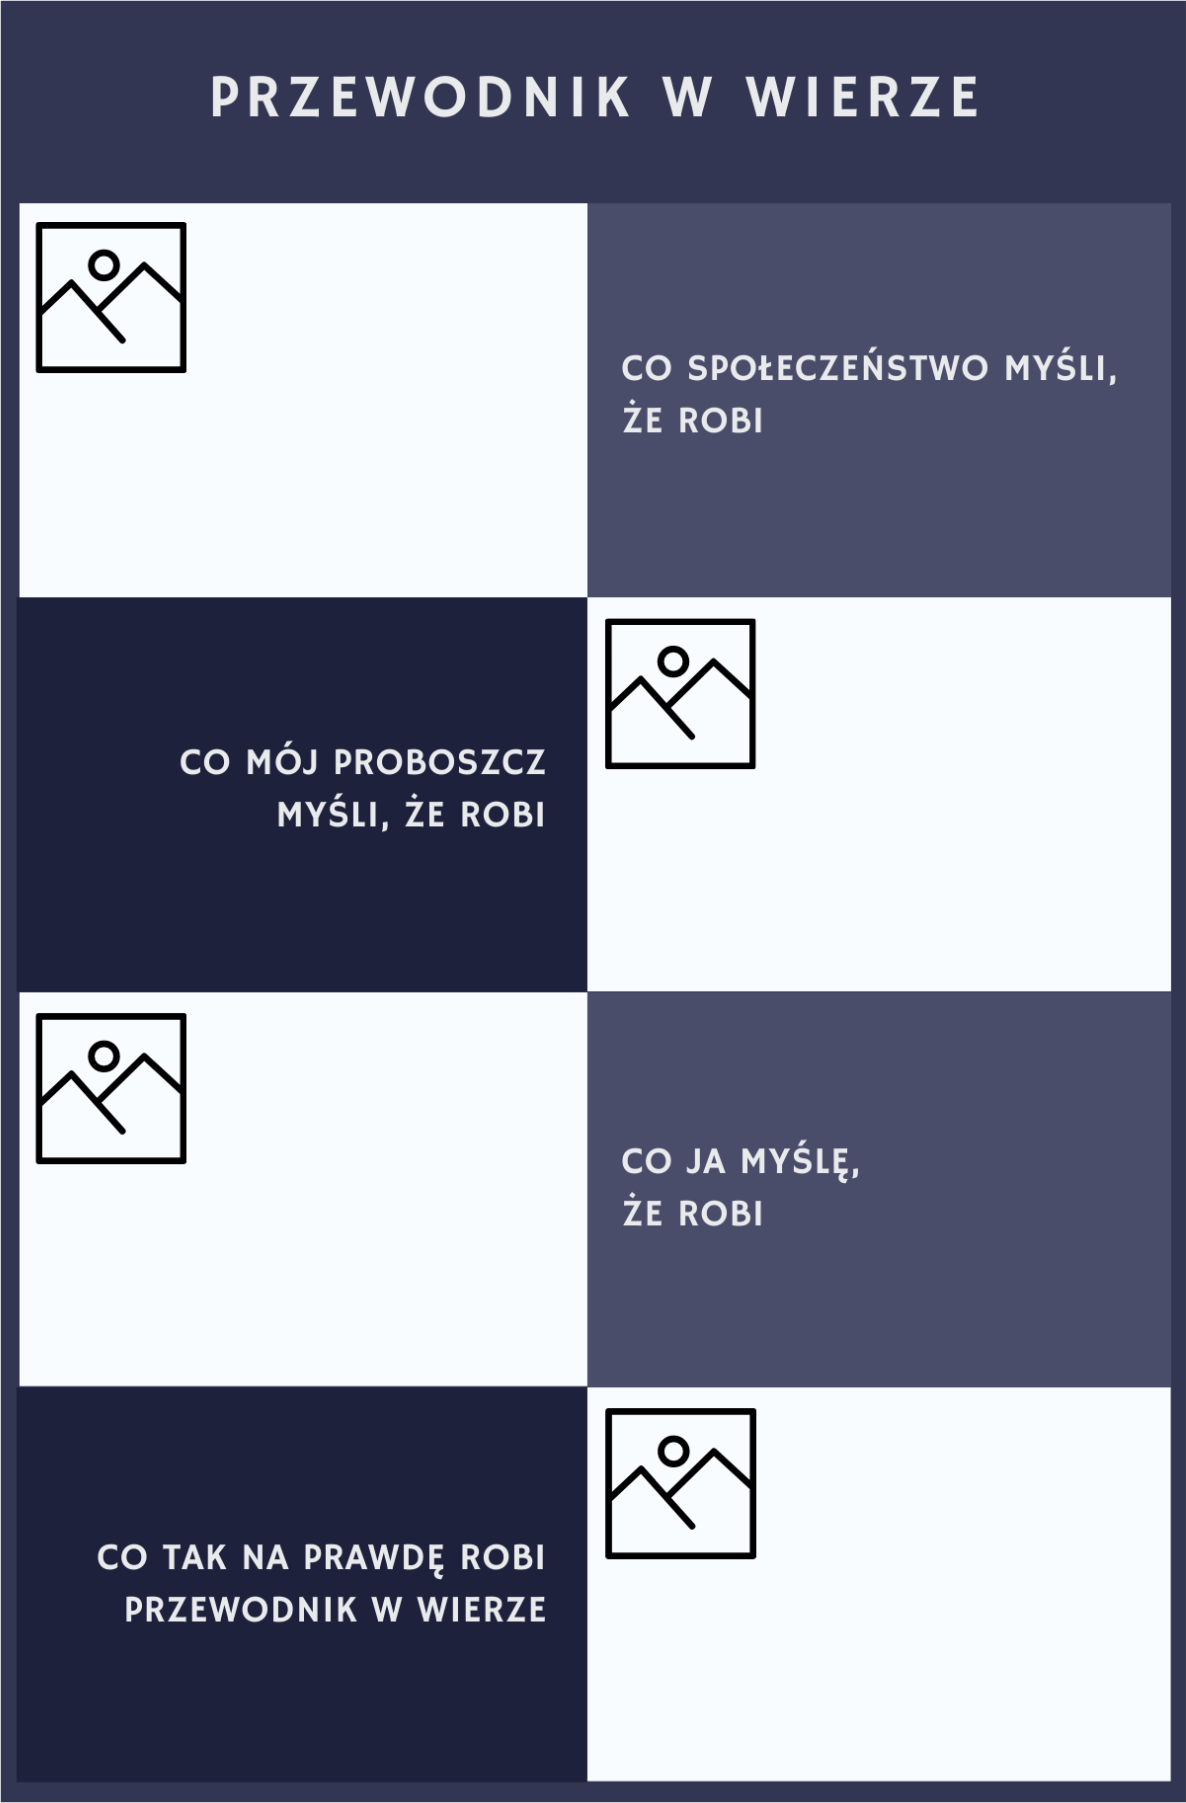 PRZEWODNIK W WIERZE
CO SPOŁECZEŃSTWO MYŚLI,
ŻE ROBI
CO MÓJ PROBOSZCZ
MYŚLI, ŻE ROBI
CO JA MYŚLĘ,
ŻE ROBI
CO TAK NA PRAWDĘ ROBI
PRZEWODNIK W WIERZE